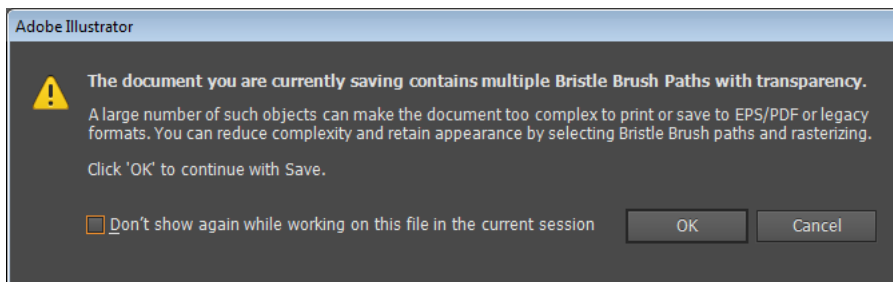 Adobe Illustrator
The document you are currently saving contains multiple Bristle Brush Paths with transparency.
A large number of such objects can make the document too complex to print or save to EPS/PDF or legacy
formats. You can reduce complexity and retain appearance by selecting Bristle Brush paths and rasterizing.
Click 'OK' to continue with Save.
Don't show again while working on this file in the current session
OK
Cancel